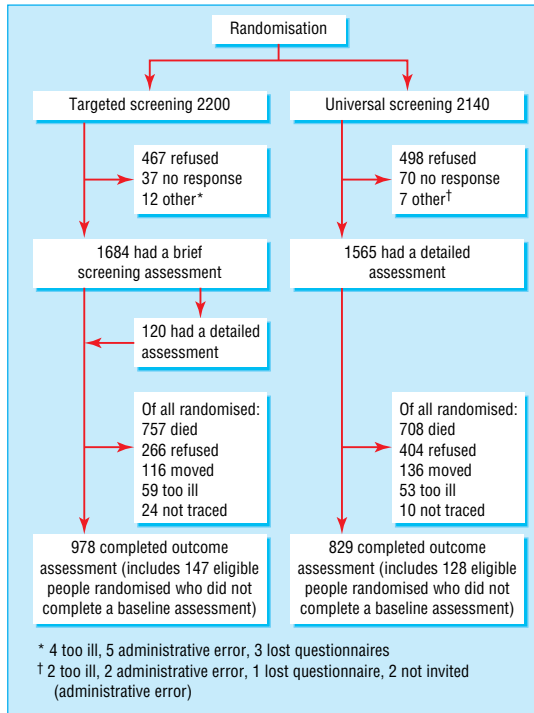 Randomisation
Targeted screening 2200
Universal screening 2140
467 refused
37 no response
12 other*
498 refused
70 no response
7 other†
1684 had a brief
screening assessment
1565 had a detailed
assessment
120 had a detailed
assessment
Of all randomised:
757 died
266 refused
116 moved
59 too ill
24 not traced
Of all randomised:
708 died
404 refused
136 moved
53 too ill
10 not traced
978 completed outcome
assessment (includes 147 eligible
people randomised who did not
complete a baseline assessment)
829 completed outcome
assessment (includes 128 eligible
people randomised who did not
complete a baseline assessment)
* 4 too ill, 5 administrative error, 3 lost questionnaires
† 2 too ill, 2 administrative error, 1 lost questionnaire, 2 not invited
(administrative error)